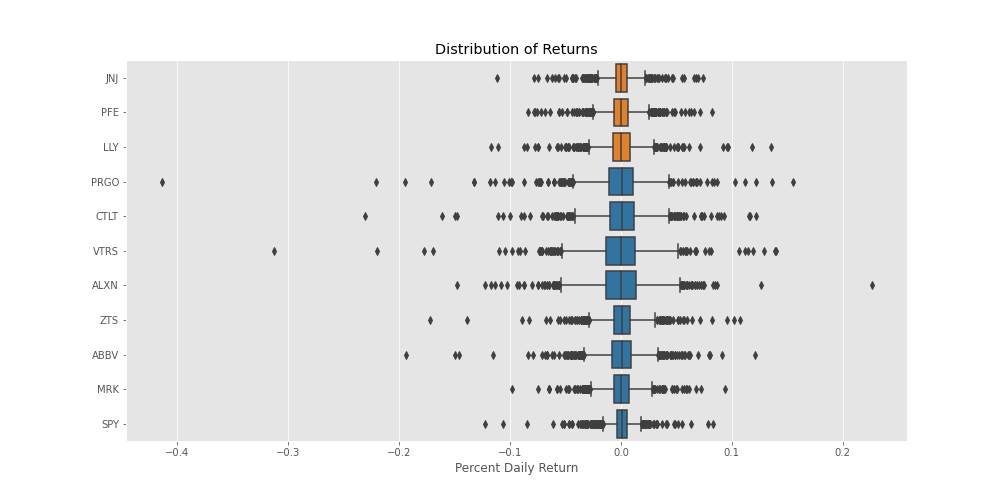 Distribution of Returns
JNJ
PFE
LLY
PRGO
CTLT
VTRS
ALXN
ZTS
ABBV
MRK
SPY
−0.4 −0.3 −0.2 −0.1 0.0 0.1 0.2
Percent Daily Return